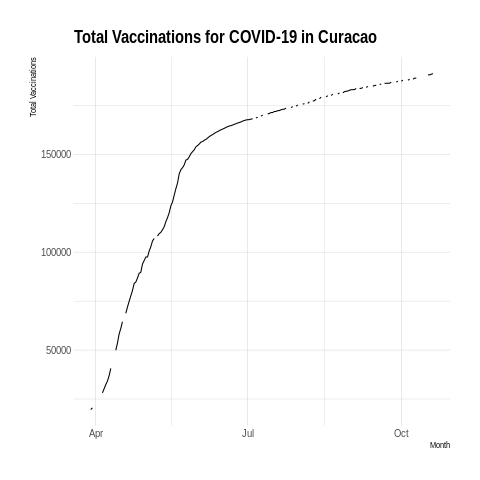 Total Vaccinations for COVID-19 in Curacao
Total Vaccinations
150000
100000
50000
Apr Jul Oct
Month